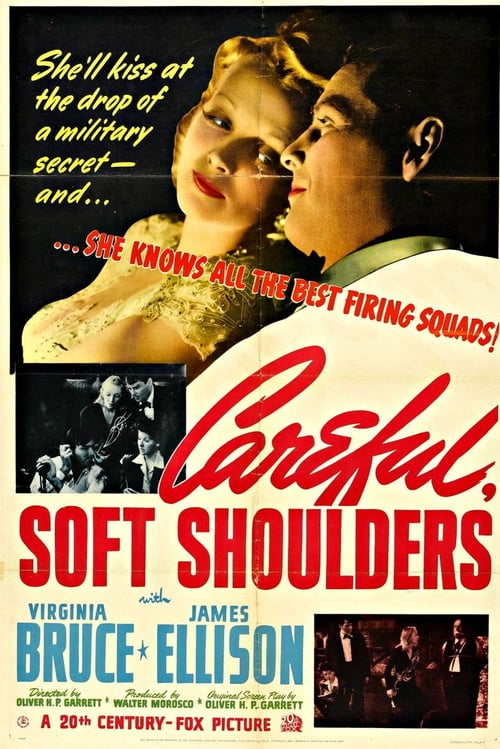 She'll kiss at
the drop of
a military
secret—
and...
...SHE KNOWS ALL THE BEST FIRING SQUADS!
Careful,
SOFT SHOULDERS
with
VIRGINIA
BRUCE ★
JAMES
ELLISON
Directed by
OLIVER H.P. GARRETT ★
Produced by
WALTER MOROSCO ★
Original Screen Play by
OLIVER H.P. GARRETT
A 20th CENTURY-FOX PICTURE